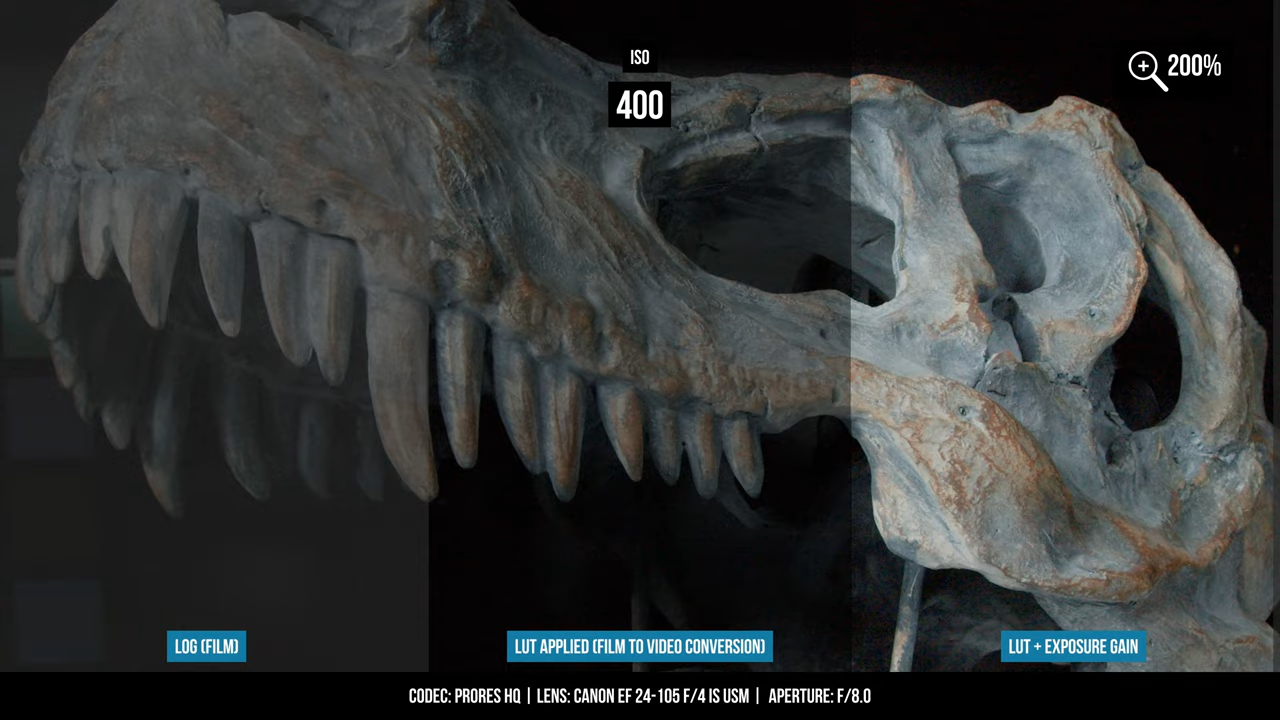 ISO
400
200%
LOG (FILM)
LUT APPLIED (FILM TO VIDEO CONVERSION)
LUT + EXPOSURE GAIN
CODEC: PRORES HQ | LENS: CANON EF 24-105 F/4 IS USM | APERTURE: F/8.0